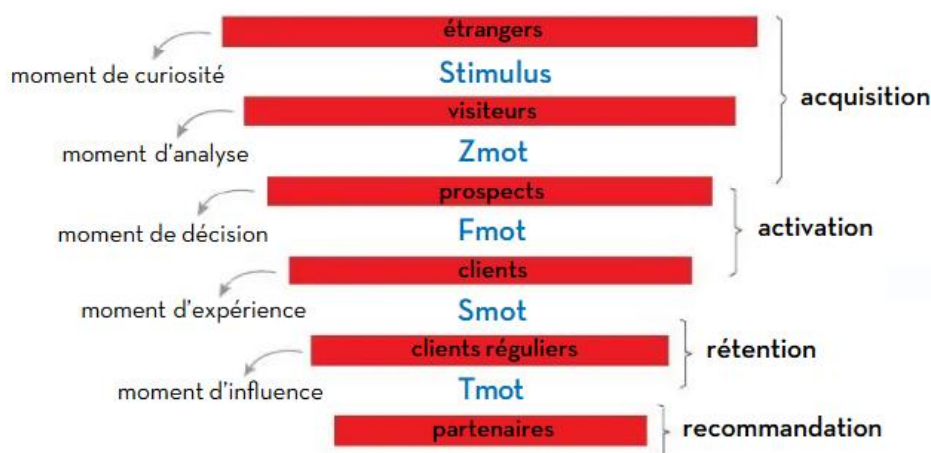 étrangers
moment de curiosité
Stimulus
acquisition
visiteurs
moment d'analyse
Zmot
prospects
moment de décision
Fmot
activation
clients
moment d'expérience
Smot
clients réguliers
rétention
moment d'influence
Tmot
partenaires
recommandation